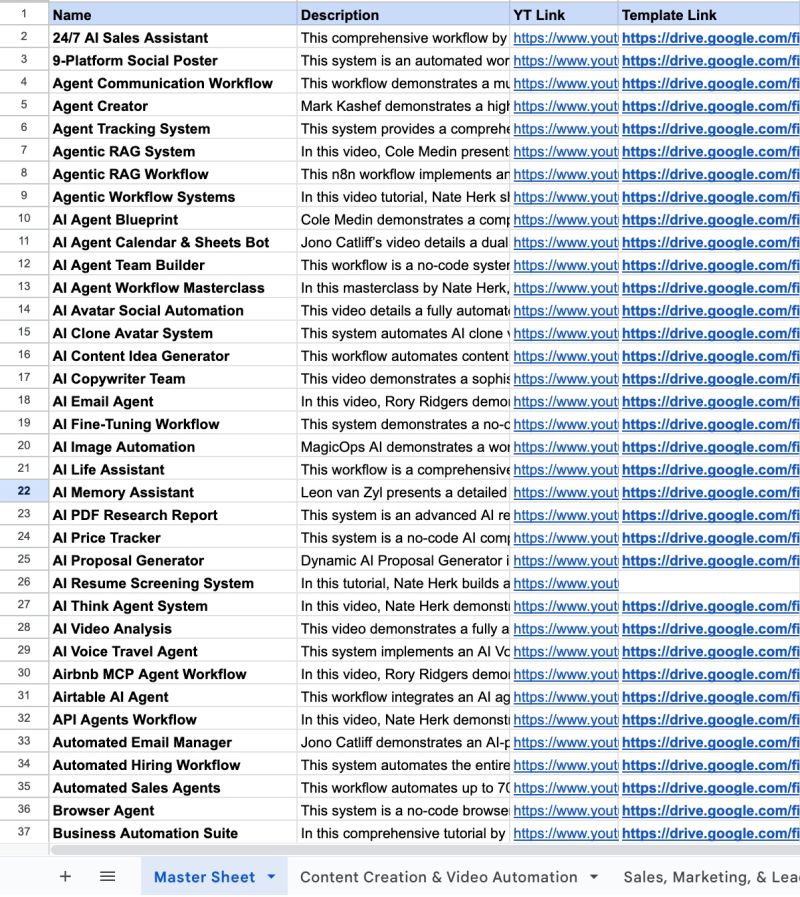 1 Name Description YT Link Template Link
2 24/7 AI Sales Assistant This comprehensive workflow by https://www.yout https://drive.google.com/fi
3 9-Platform Social Poster This system is an automated wor https://www.yout https://drive.google.com/fi
4 Agent Communication Workflow This workflow demonstrates a mu https://www.yout https://drive.google.com/fi
5 Agent Creator Mark Kashef demonstrates a high https://www.yout https://drive.google.com/fi
6 Agent Tracking System This system provides a comprehe https://www.yout https://drive.google.com/fi
7 Agentic RAG System In this video, Cole Medin present https://www.yout https://drive.google.com/fi
8 Agentic RAG Workflow This n8n workflow implements an https://www.yout https://drive.google.com/fi
9 Agentic Workflow Systems In this video tutorial, Nate Herk sh https://www.yout https://drive.google.com/fi
10 AI Agent Blueprint Cole Medin demonstrates a comp https://www.yout https://drive.google.com/fi
11 AI Agent Calendar & Sheets Bot Jono Catliff's video details a dual https://www.yout https://drive.google.com/fi
12 AI Agent Team Builder This workflow is a no-code syster https://www.yout https://drive.google.com/fi
13 AI Agent Workflow Masterclass In this masterclass by Nate Herk, https://www.yout https://drive.google.com/fi
14 AI Avatar Social Automation This video details a fully automat https://www.yout https://drive.google.com/fi
15 AI Clone Avatar System This system automates AI clone v https://www.yout https://drive.google.com/fi
16 AI Content Idea Generator This workflow automates content https://www.yout https://drive.google.com/fi
17 AI Copywriter Team This video demonstrates a sophis https://www.yout https://drive.google.com/fi
18 AI Email Agent In this video, Rory Ridgers demo https://www.yout https://drive.google.com/fi
19 AI Fine-Tuning Workflow This system demonstrates a no-c https://www.yout https://drive.google.com/fi
20 AI Image Automation MagicOps AI demonstrates a wor https://www.yout https://drive.google.com/fi
21 AI Life Assistant This workflow is a comprehensive https://www.yout https://drive.google.com/fi
22 AI Memory Assistant Leon van Zyl presents a detailed https://www.yout https://drive.google.com/fi
23 AI PDF Research Report This system is an advanced AI re https://www.yout https://drive.google.com/fi
24 AI Price Tracker This system is a no-code AI comp https://www.yout https://drive.google.com/fi
25 AI Proposal Generator Dynamic AI Proposal Generator i https://www.yout https://drive.google.com/fi
26 AI Resume Screening System In this tutorial, Nate Herk builds a https://www.yout
27 AI Think Agent System In this video, Nate Herk demonst https://www.yout https://drive.google.com/fi
28 AI Video Analysis This video demonstrates a fully a https://www.yout https://drive.google.com/fi
29 AI Voice Travel Agent This system implements an AI Vo https://www.yout https://drive.google.com/fi
30 Airbnb MCP Agent Workflow In this video, Rory Ridgers demo https://www.yout https://drive.google.com/fi
31 Airtable AI Agent This workflow integrates an AI ag https://www.yout https://drive.google.com/fi
32 API Agents Workflow In this video, Nate Herk demonst https://www.yout https://drive.google.com/fi
33 Automated Email Manager Jono Catliff demonstrates an AI-p https://www.yout https://drive.google.com/fi
34 Automated Hiring Workflow This system automates the entire https://www.yout https://drive.google.com/fi
35 Automated Sales Agents This workflow automates up to 70 https://www.yout https://drive.google.com/fi
36 Browser Agent This system is a no-code browse https://www.yout https://drive.google.com/fi
37 Business Automation Suite In this comprehensive tutorial by https://www.yout https://drive.google.com/fi
Master Sheet Content Creation & Video Automation Sales, Marketing, & Lea